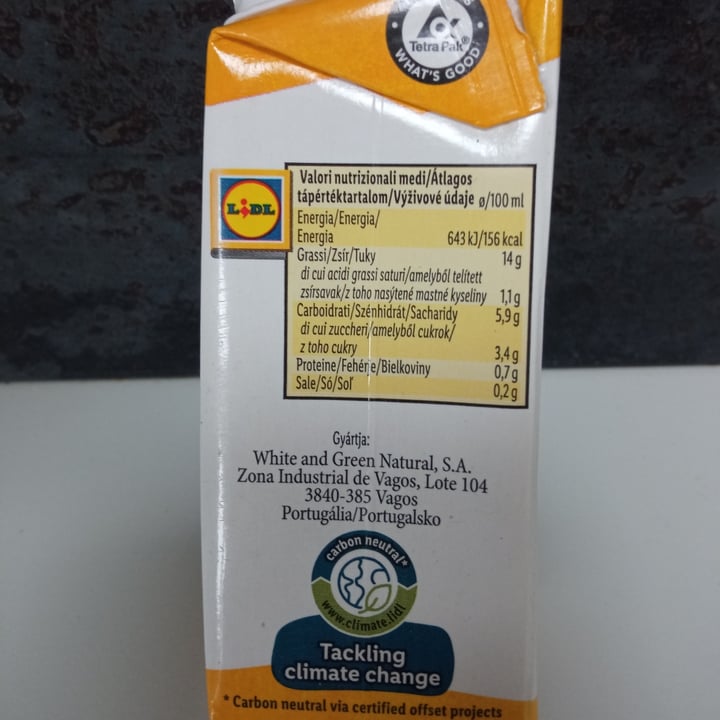 Tetra Pak®
WHAT'S GOOD
LIDL
Valori nutrizionali medi/Átlagos
tápértéktartalom/Výživové údaje ø/100 ml
Energia/Energia/
Energia 643 kJ/156 kcal
Grassi/Zsír/Tuky 14 g
di cui acidi grassi saturi/amelyből telített
zsírsavak/z toho nasýtené mastné kyseliny 1,1 g
Carboidrati/Szénhidrát/Sacharidy 5,9 g
di cui zuccheri/amelyből cukrok/
z toho cukry 3,4 g
Proteine/Fehérje/Bielkoviny 0,7 g
Sale/Só/Soľ 0,2 g
Gyártja:
White and Green Natural, S.A.
Zona Industrial de Vagos, Lote 104
3840-385 Vagos
Portugália/Portugalsko
carbon neutral*
www.climate.lidl
Tackling
climate change
* Carbon neutral via certified offset projects